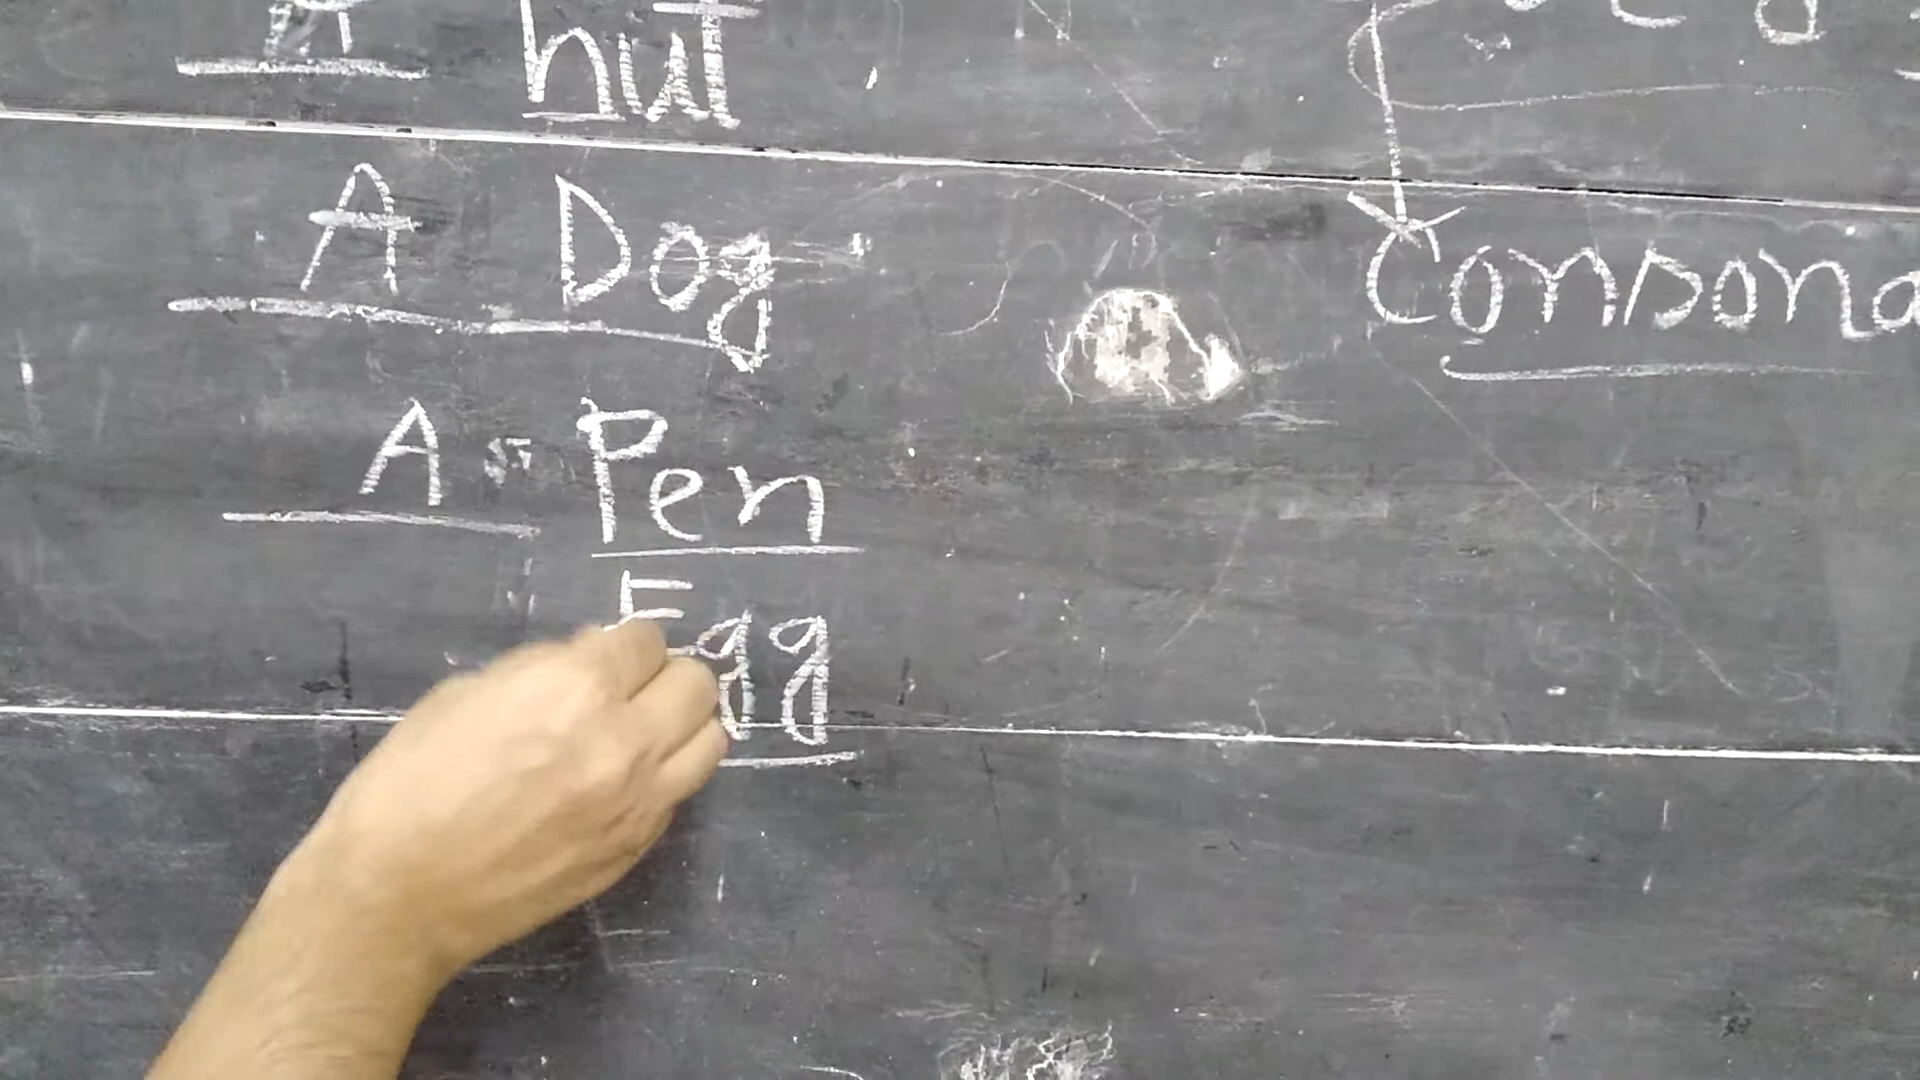 A hut
A Dog
Consona
A Pen
Egg